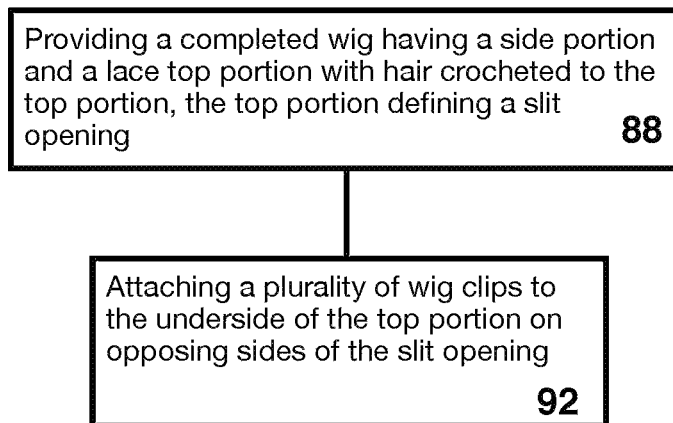 Providing a completed wig having a side portion
and a lace top portion with hair crocheted to the
top portion, the top portion defining a slit
opening 88
Attaching a plurality of wig clips to
the underside of the top portion on
opposing sides of the slit opening
92